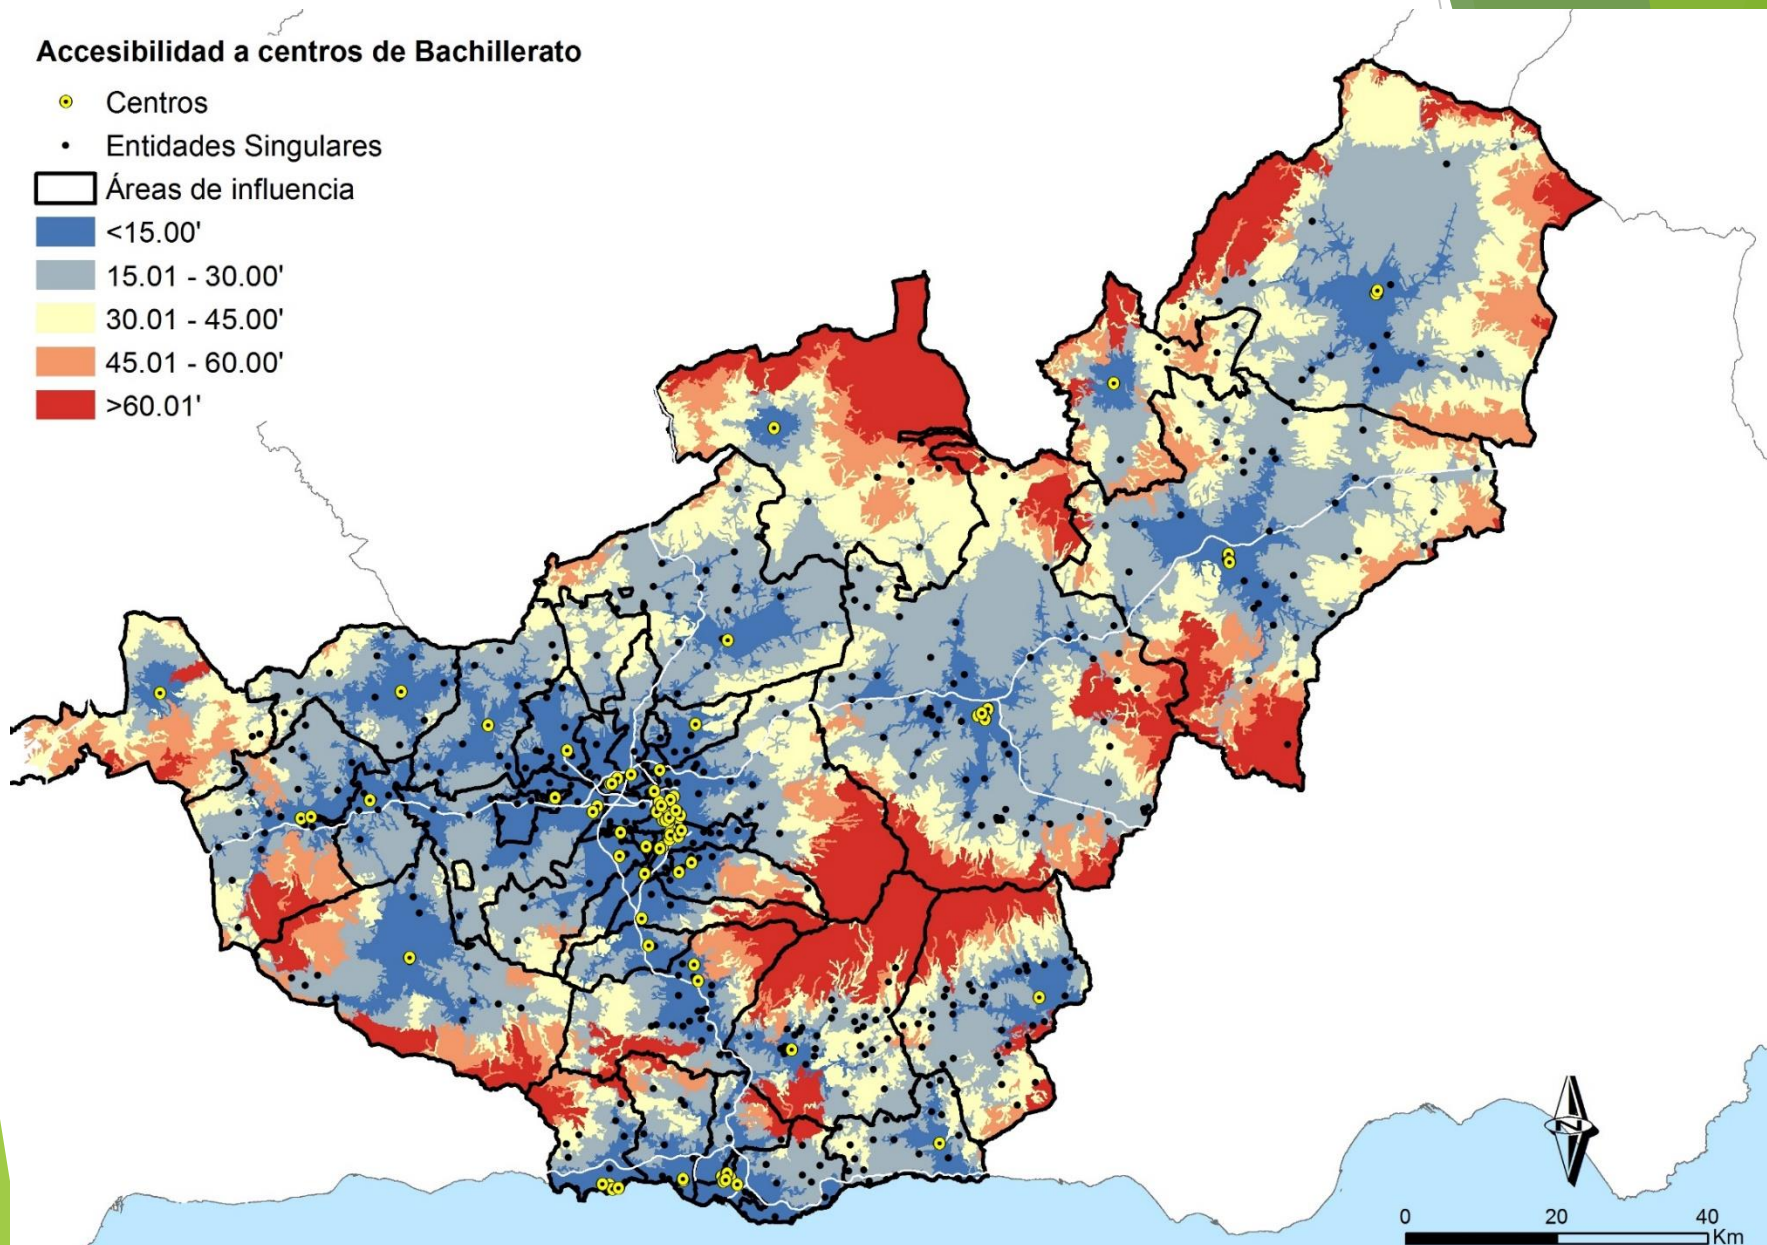 Accesibilidad a centros de Bachillerato
Centros
Entidades Singulares
Áreas de influencia
<15.00'
15.01 - 30.00'
30.01 - 45.00'
45.01 - 60.00'
>60.01'
N
0 20 40
Km